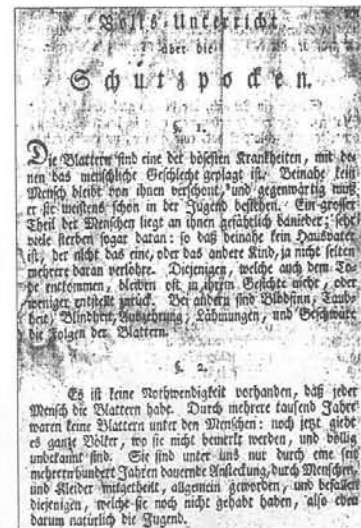 Volks-Unterricht
über die
Schutzpocken.
§. 1.
Die Blattern sind eine der bösesten Krankheiten, mit de-
nen das menschliche Geschlecht geplagt ist. Beinahe kein
Mensch bleibt von ihnen verschont, und gegenwärtig muß
er sie meistens schon in der Jugend bestehen. Ein grosser
Theil der Menschen liegt an ihnen gefährlich danieder; sehr
viele sterben sogar daran: so daß beinahe kein Hausvater
ist, der nicht das eine, oder das andere Kind, ja nicht selten
mehrere daran verlöhre. Diejenigen, welche auch dem To-
de entkommen, bleiben oft in ihrem Gesichte mehr, oder
weniger entstellt zurück. Bei andern sind Blödsinn, Taub-
heit, Blindheit, Auszehrung, Lähmungen, und Geschwüre
die Folgen der Blattern.
§. 2.
Es ist keine Nothwendigkeit vorhanden, daß jeder
Mensch die Blattern habe. Durch mehrere tausend Jahre
waren keine Blattern unter den Menschen: noch jetzt giebt
es ganze Völker, wo sie nicht bemerkt werden, und völlig
unbekannt sind. Sie sind unter uns nur durch eine seit
mehrerenhundert Jahren dauernde Ansteckung, durch Menschen,
und Kleider mitgetheilt, allgemein geworden, und befallen
diejenigen, welche sie noch nicht gehabt haben, also eben
darum natürlich die Jugend.